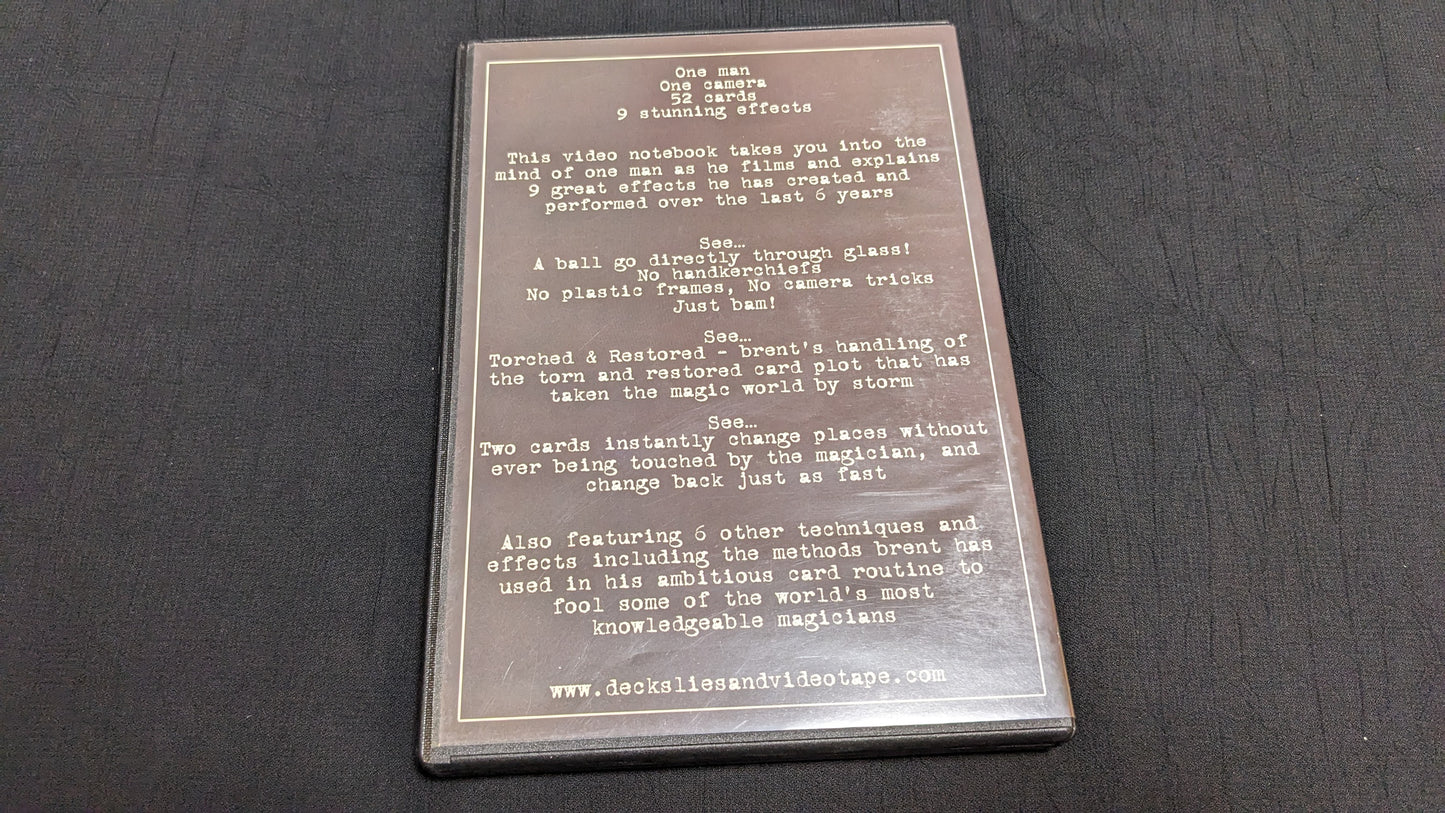 One man
One camera
52 cards
9 stunning effects
This video notebook takes you into the
mind of one man as he films and explains
9 great effects he has created and
performed over the last 6 years
See...
A ball go directly through glass!
No handkerchiefs
No plastic frames, No camera tricks
Just bam!
See...
Torched & Restored - brent's handling of
the torn and restored card plot that has
taken the magic world by storm
See...
Two cards instantly change places without
ever being touched by the magician, and
change back just as fast
Also featuring 6 other techniques and
effects including the methods brent has
used in his ambitious card routine to
fool some of the world's most
knowledgeable magicians
www.decksliesandvideotape.com